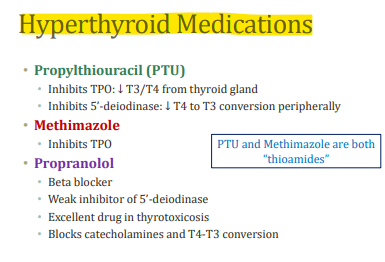 Hyperthyroid Medications
• Propylthiouracil (PTU)
• Inhibits TPO: ↓ T3/T4 from thyroid gland
• Inhibits 5'-deiodinase: ↓ T4 to T3 conversion peripherally
• Methimazole
• Inhibits TPO
PTU and Methimazole are both
"thioamides"
• Propranolol
• Beta blocker
• Weak inhibitor of 5'-deiodinase
• Excellent drug in thyrotoxicosis
• Blocks catecholamines and T4-T3 conversion